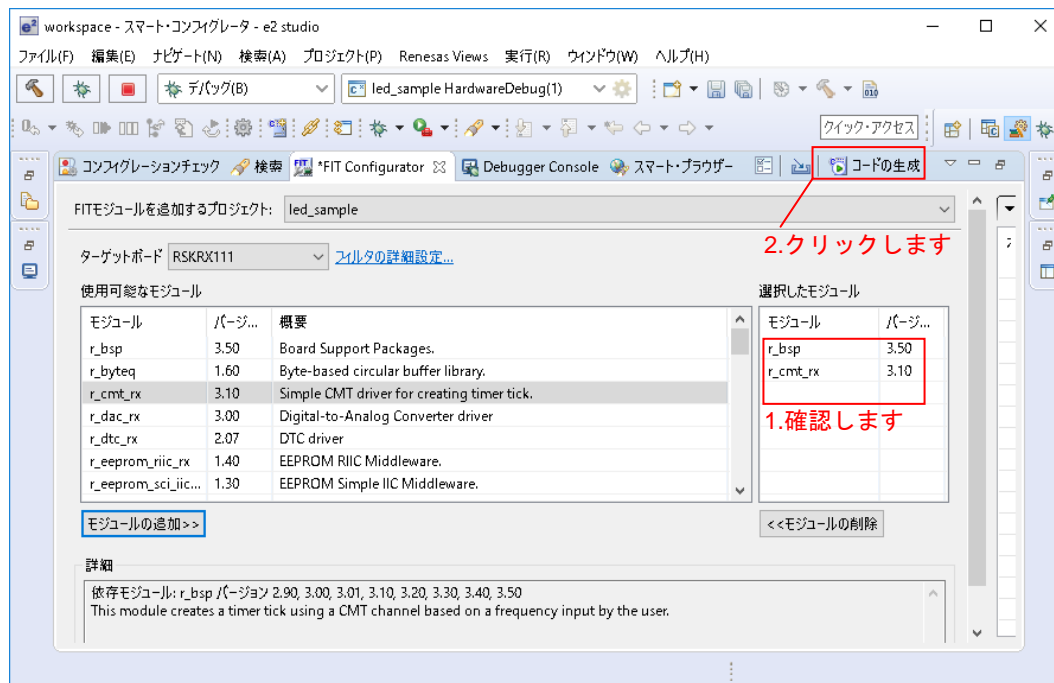 workspace - スマート・コンフィグレータ - e2 studio
ファイル(F) 編集(E) ナビゲート(N) 検索(A) プロジェクト(P) Renesas Views 実行(R) ウィンドウ(W) ヘルプ(H)
デバッグ(B) led_sample HardwareDebug(1)
クイック・アクセス
コンフィグレーションチェック 検索 *FIT Configurator Debugger Console スマート・ブラウザー コードの生成
FITモジュールを追加するプロジェクト: led_sample
2.クリックします
ターゲットボード RSKRX111 フィルタの詳細設定...
使用可能なモジュール 選択したモジュール
モジュール バージ... 概要 モジュール バージ...
r_bsp 3.50 Board Support Packages. r_bsp 3.50
r_byteq 1.60 Byte-based circular buffer library. r_cmt_rx 3.10
r_cmt_rx 3.10 Simple CMT driver for creating timer tick.
r_dac_rx 3.00 Digital-to-Analog Converter driver
1.確認します
r_dtc_rx 2.07 DTC driver
r_eeprom_riic_rx 1.40 EEPROM RIIC Middleware.
r_eeprom_sci_iic... 1.30 EEPROM Simple IIC Middleware.
モジュールの追加>> <<モジュールの削除
詳細
依存モジュール: r_bsp バージョン 2.90, 3.00, 3.01, 3.10, 3.20, 3.30, 3.40, 3.50
This module creates a timer tick using a CMT channel based on a frequency input by the user.